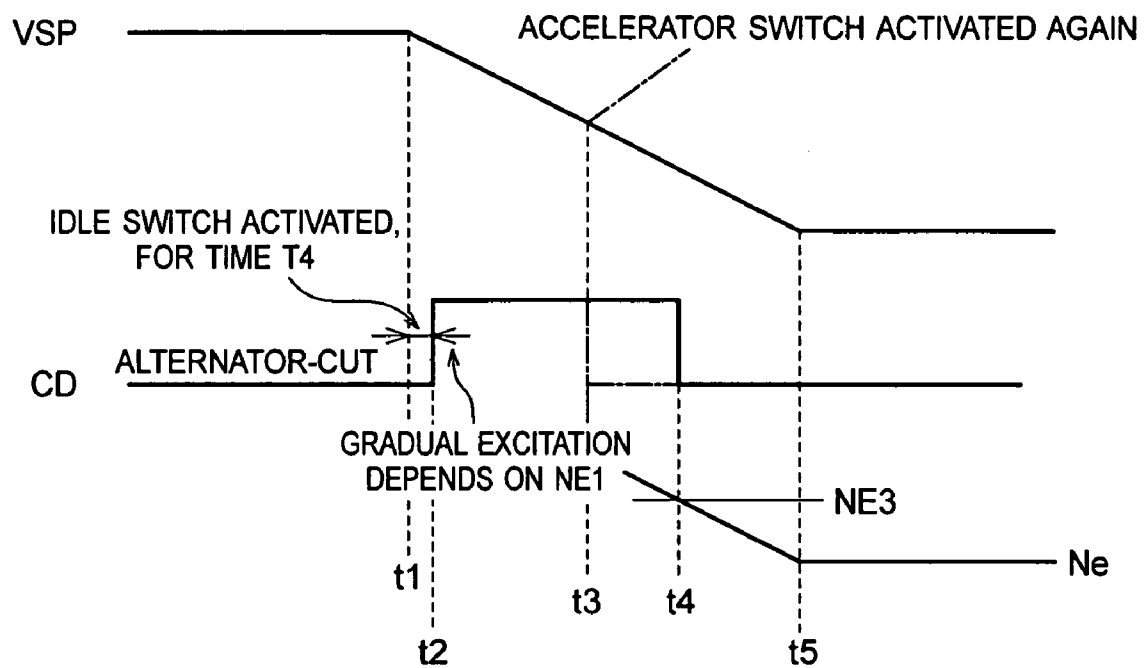 VSP
ACCELERATOR SWITCH ACTIVATED AGAIN
IDLE SWITCH ACTIVATED,
FOR TIME T4
ALTERNATOR-CUT
CD
GRADUAL EXCITATION
DEPENDS ON NE1
NE3
Ne
t1
t3
t4
t2
t5